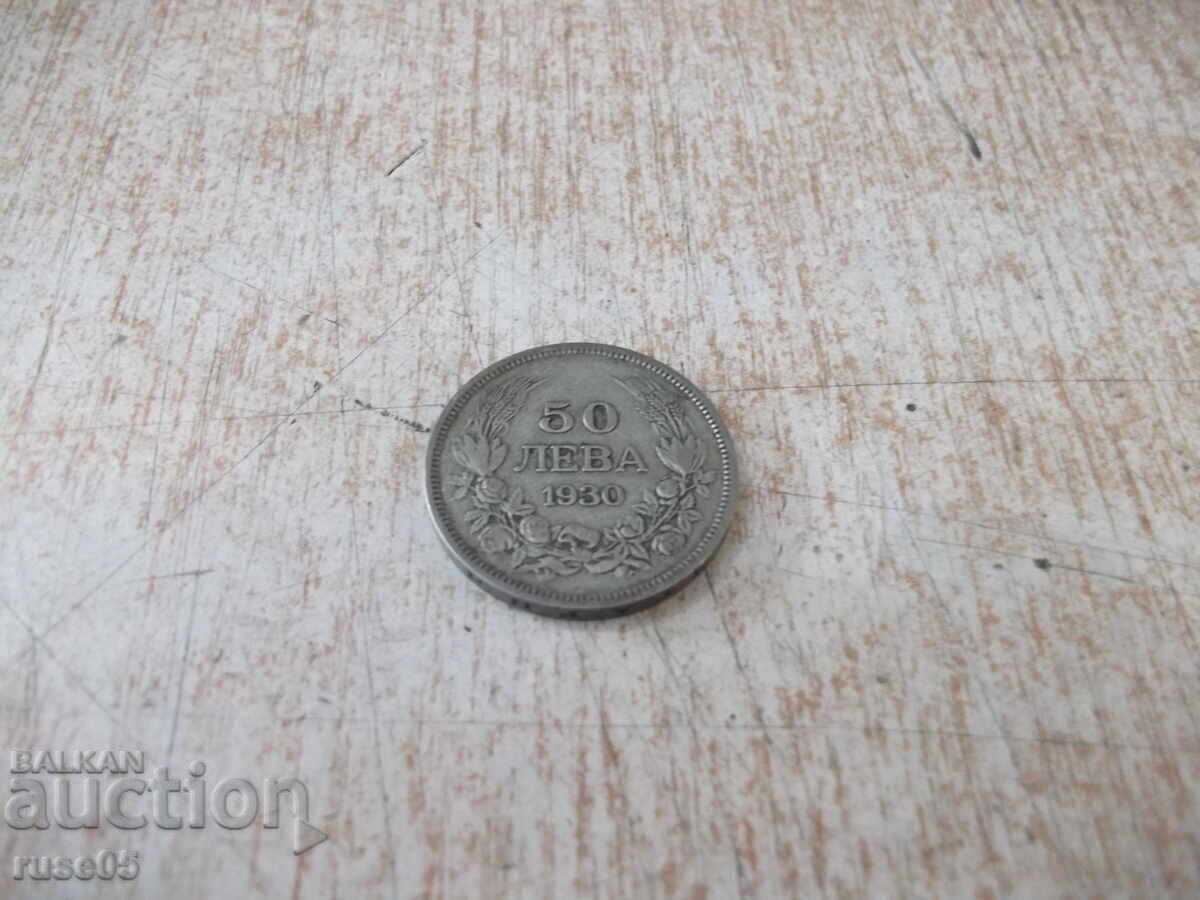 50
ЛЕВА
1930
BALKAN
auction
ruse05